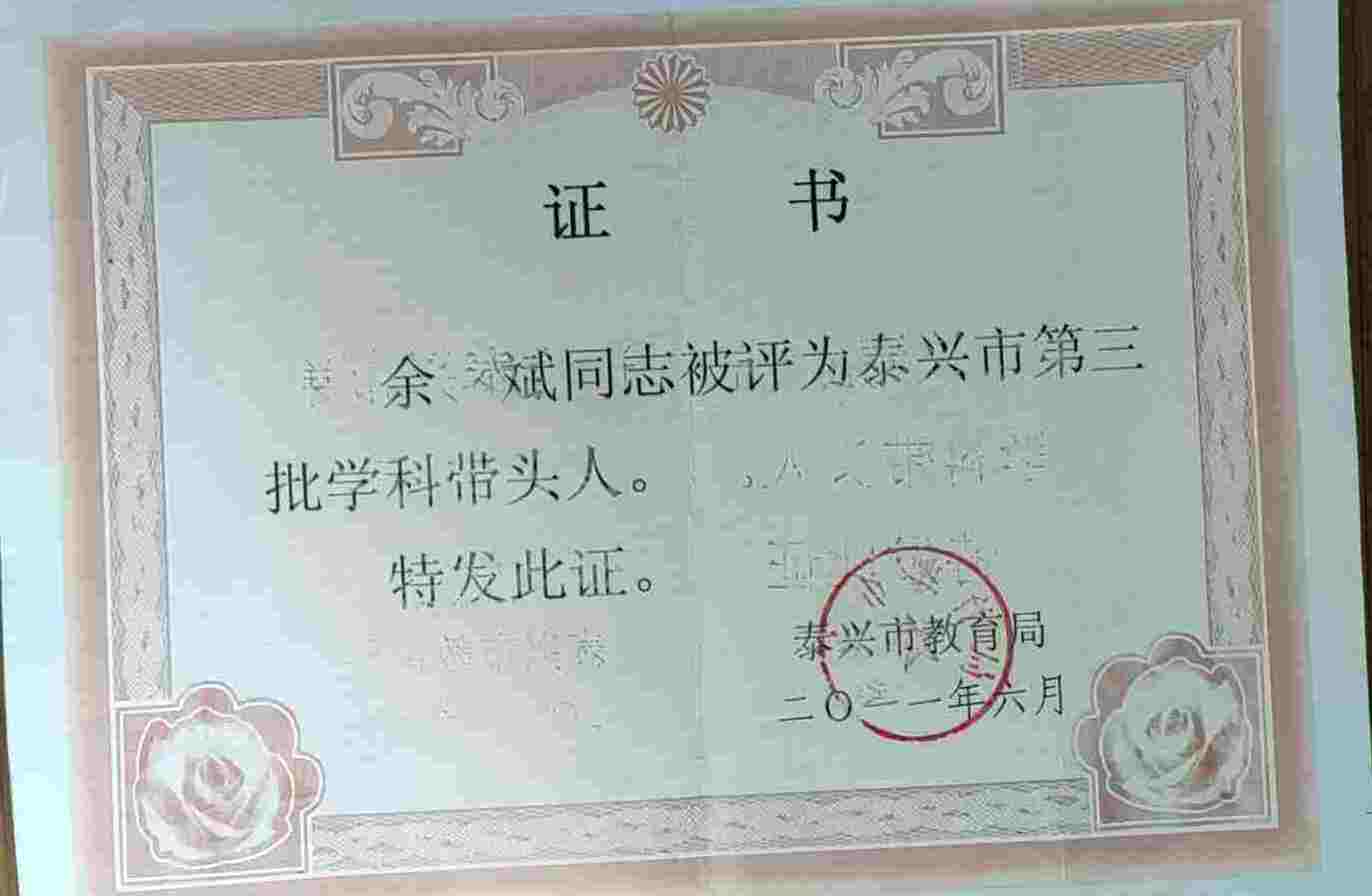 证 书
余 斌同志被评为泰兴市第三
批学科带头人。
特发此证。
泰兴市教育局
二〇一一年六月